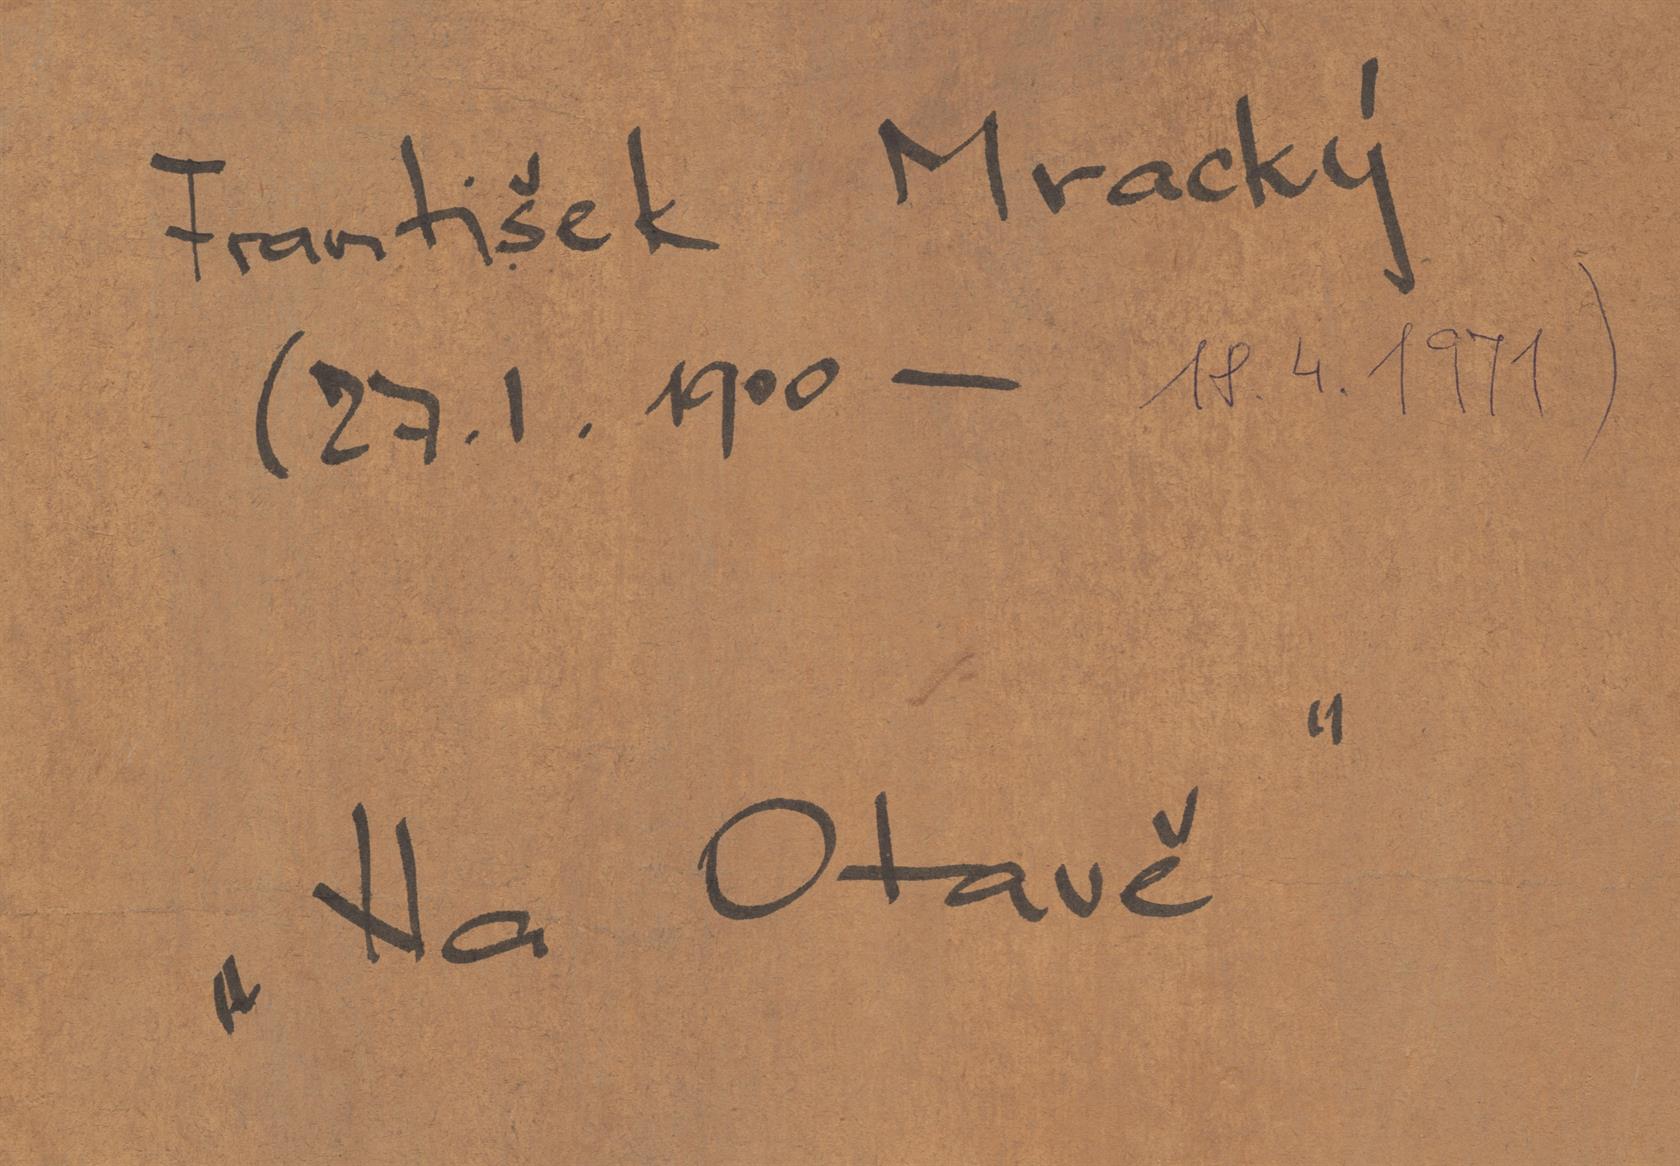 František Mracký
(27.1.1900 — 18.4.1971)
„Na Otavě"